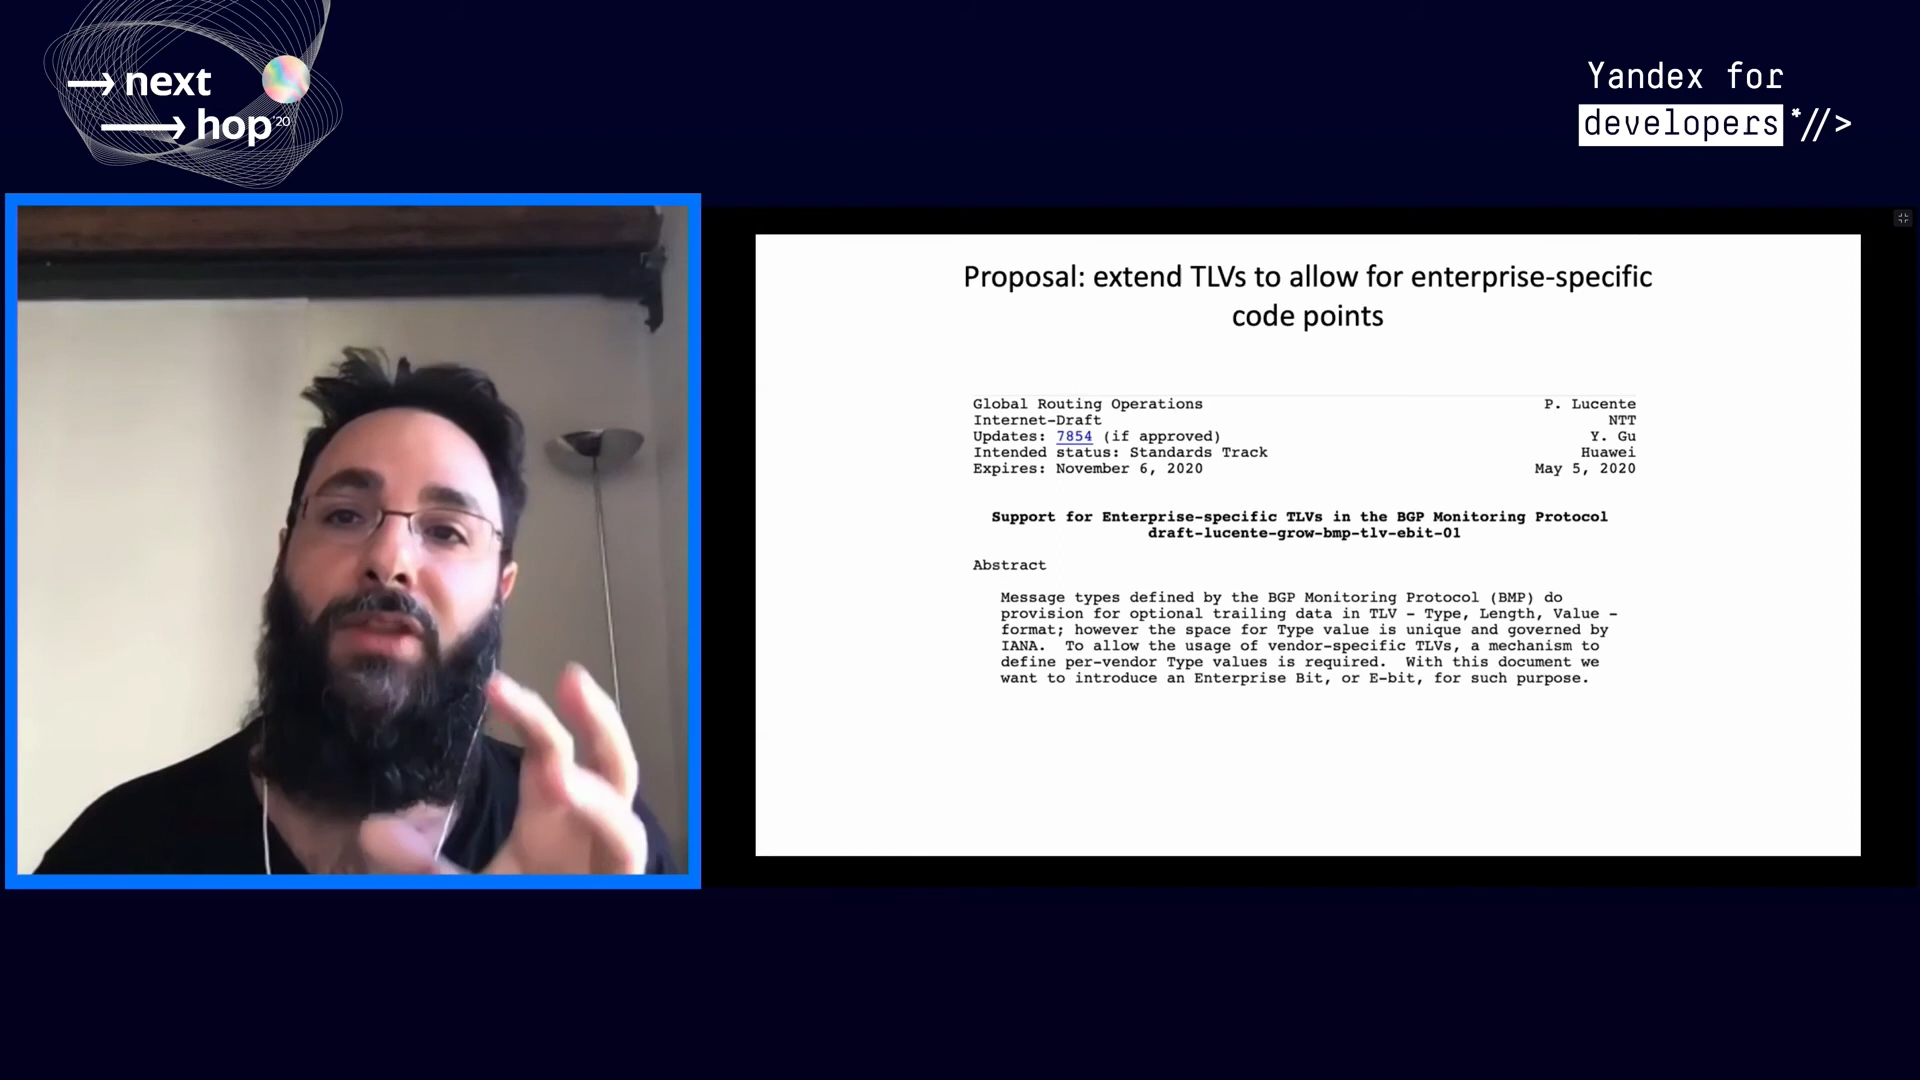 next
hop '20
Yandex for
developers *//>
Proposal: extend TLVs to allow for enterprise-specific
code points
Global Routing Operations P. Lucente
Internet-Draft NTT
Updates: 7854 (if approved) Y. Gu
Intended status: Standards Track Huawei
Expires: November 6, 2020 May 5, 2020
Support for Enterprise-specific TLVs in the BGP Monitoring Protocol
draft-lucente-grow-bmp-tlv-ebit-01
Abstract
Message types defined by the BGP Monitoring Protocol (BMP) do
provision for optional trailing data in TLV - Type, Length, Value -
format; however the space for Type value is unique and governed by
IANA. To allow the usage of vendor-specific TLVs, a mechanism to
define per-vendor Type values is required. With this document we
want to introduce an Enterprise Bit, or E-bit, for such purpose.